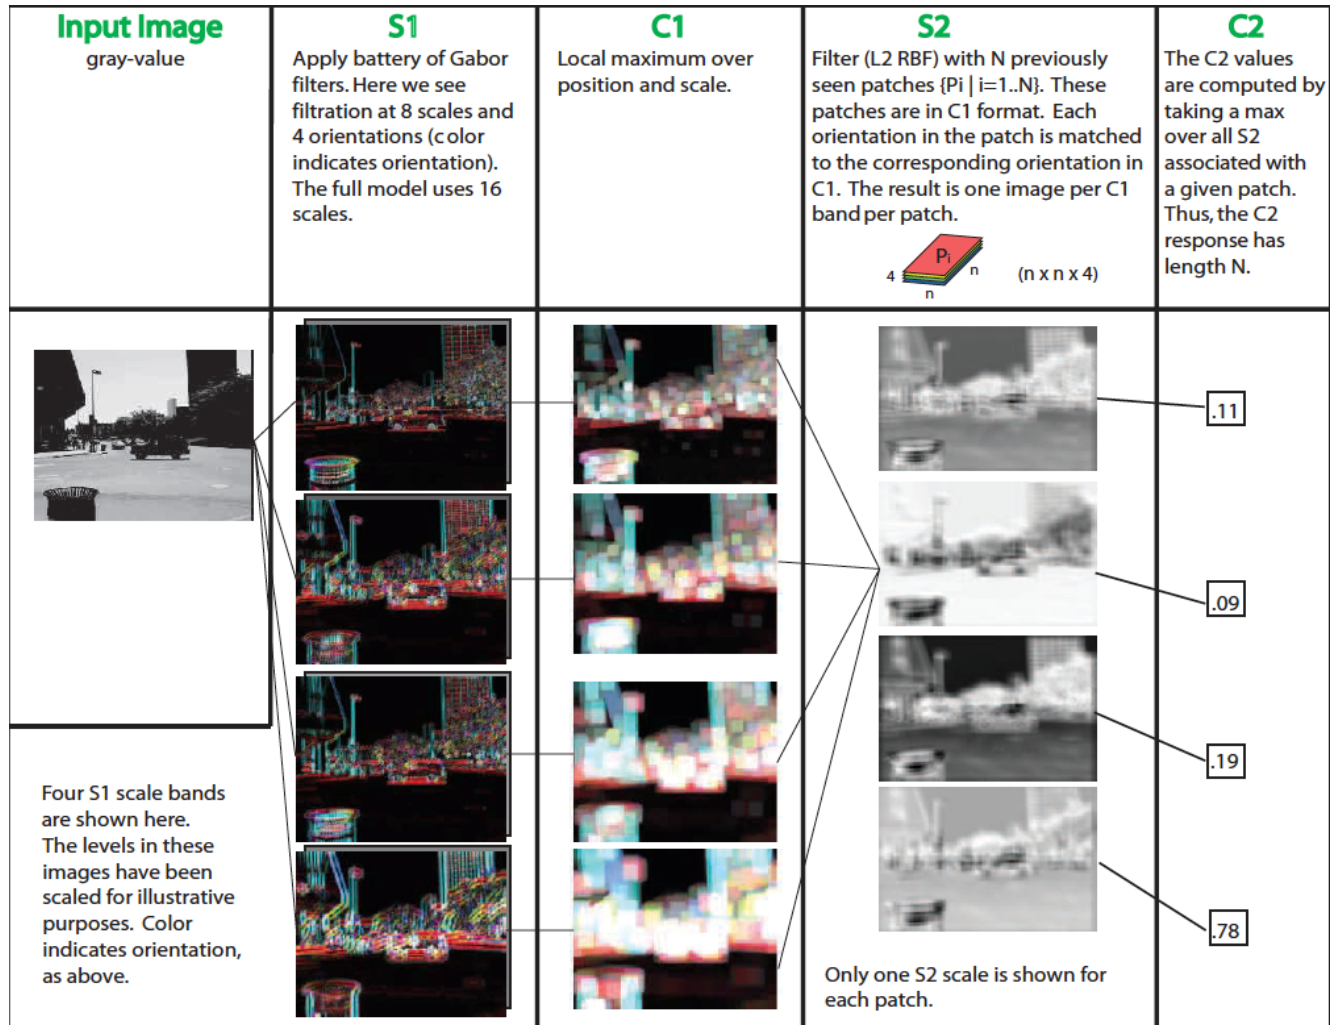 Input Image
gray-value
S1
Apply battery of Gabor
filters. Here we see
filtration at 8 scales and
4 orientations (color
indicates orientation).
The full model uses 16
scales.
C1
Local maximum over
position and scale.
S2
Filter (L2 RBF) with N previously
seen patches {Pi | i=1..N}. These
patches are in C1 format. Each
orientation in the patch is matched
to the corresponding orientation in
C1. The result is one image per C1
band per patch.
Pi
4
n
n
(n x n x 4)
C2
The C2 values
are computed by
taking a max
over all S2
associated with
a given patch.
Thus, the C2
response has
length N.
Four S1 scale bands
are shown here.
The levels in these
images have been
scaled for illustrative
purposes. Color
indicates orientation,
as above.
Only one S2 scale is shown for
each patch.
.11
.09
.19
.78